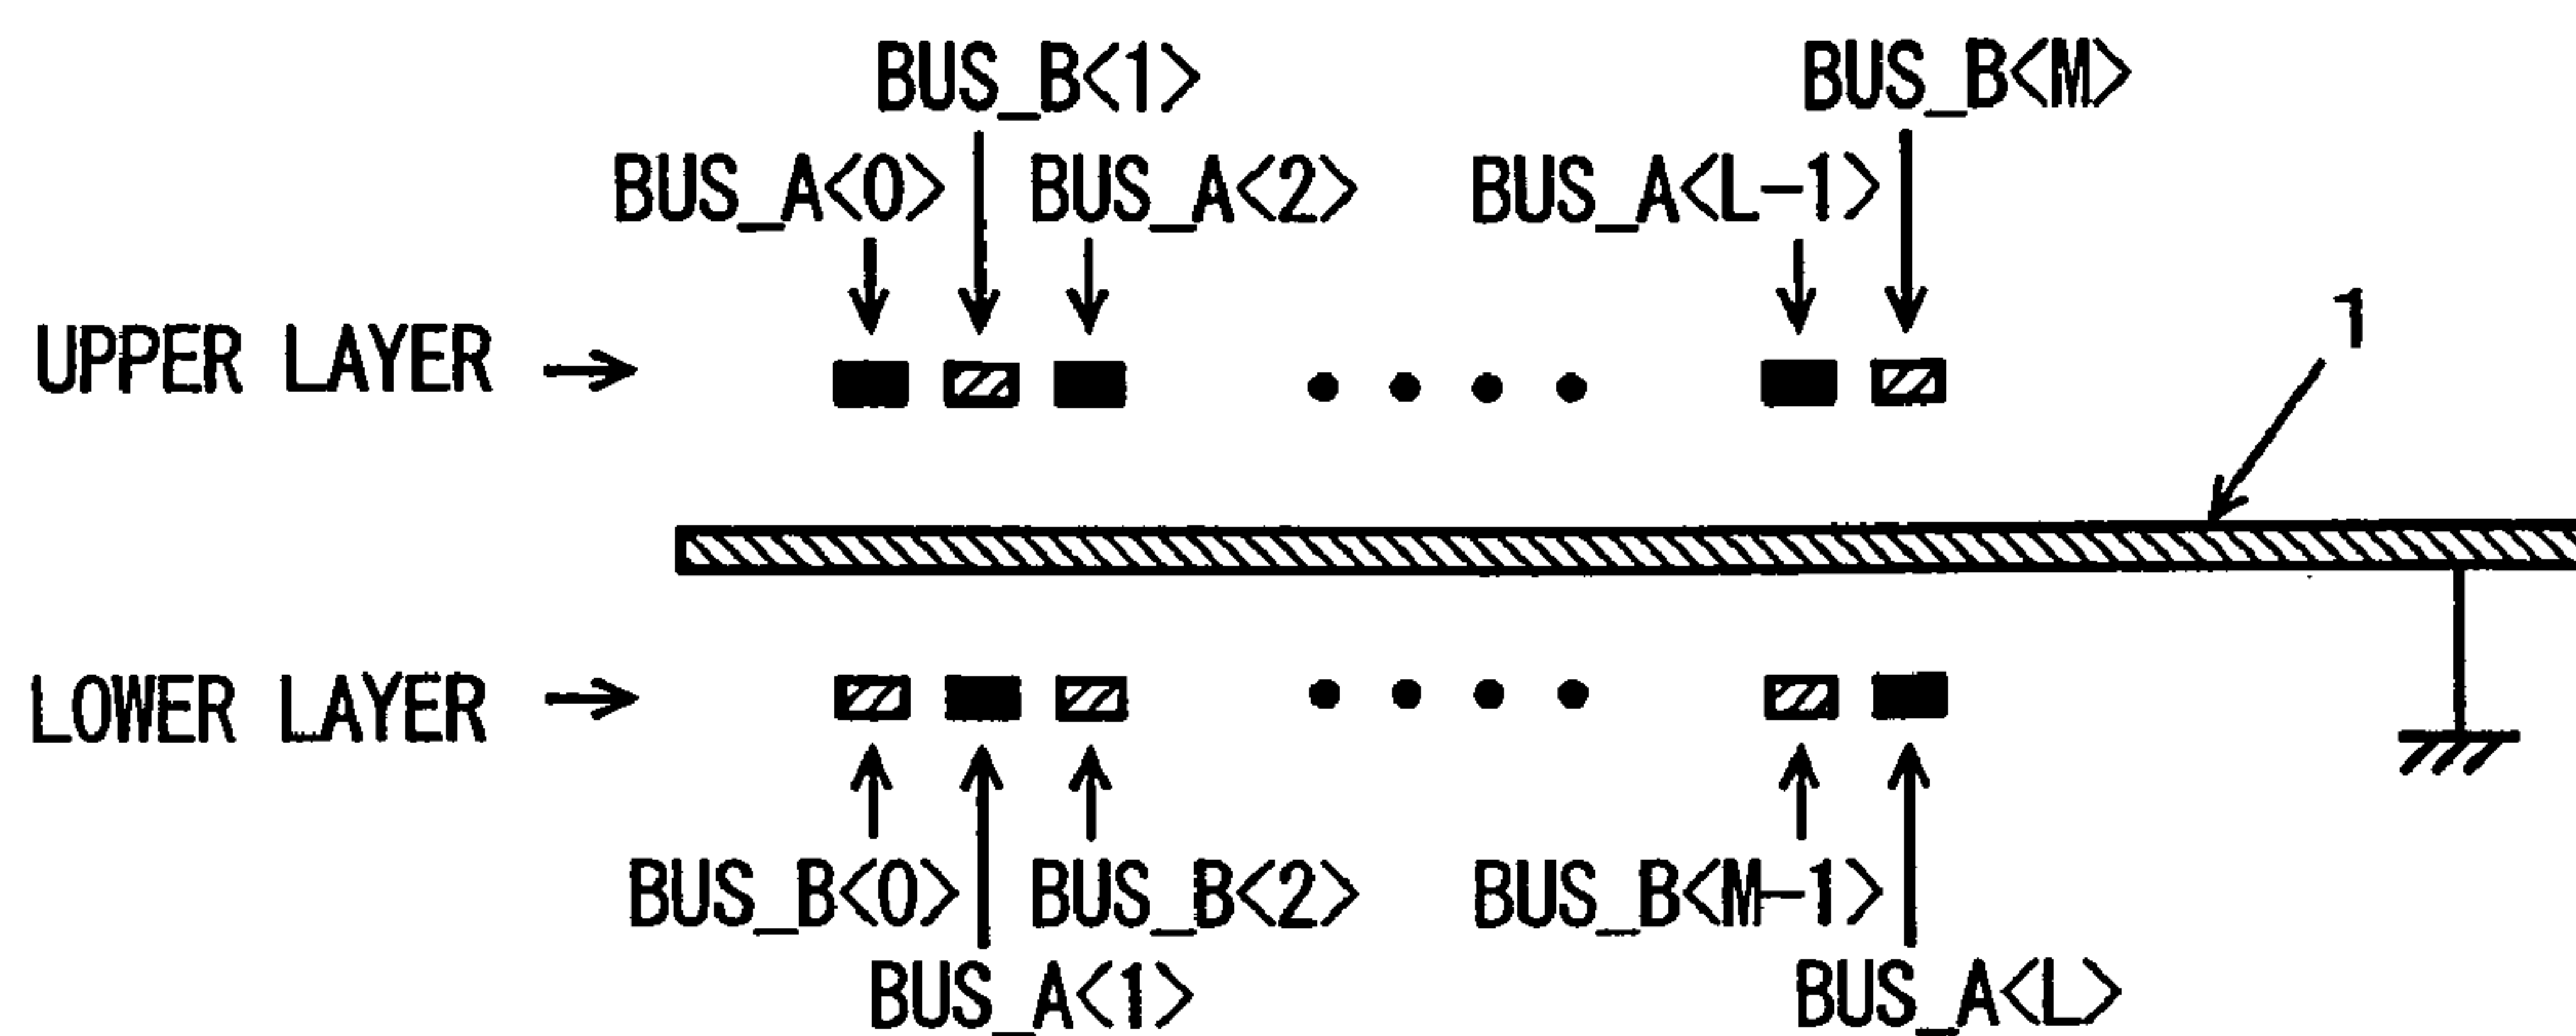 BUS_B<1> BUS_B<M>
BUS_A<0> BUS_A<2> BUS_A<L-1>
1
UPPER LAYER
LOWER LAYER
BUS_B<0> BUS_B<2> BUS_B<M-1>
BUS_A<1> BUS_A<L>